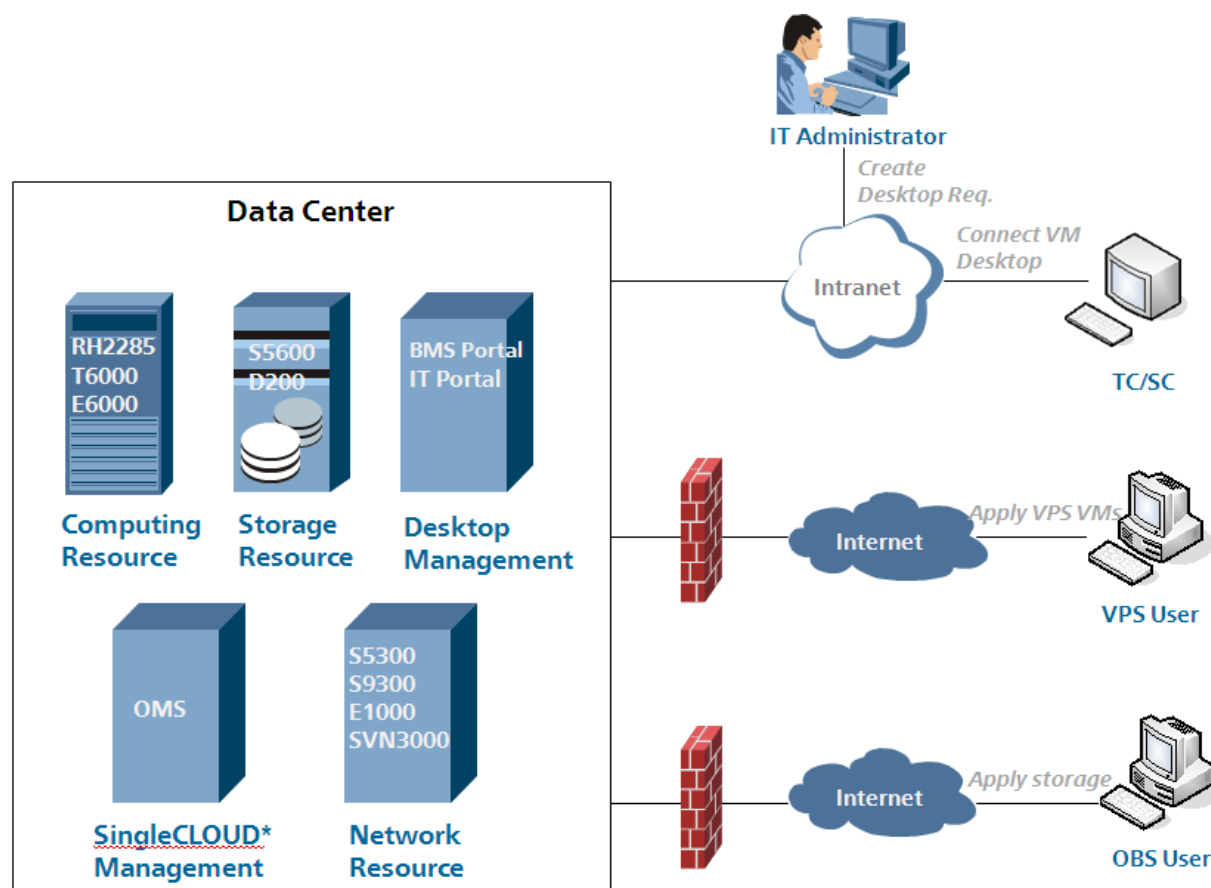 IT Administrator
Create
Desktop Req.
Data Center
Connect VM
Desktop
Intranet
TC/SC
RH2285
T6000
E6000
S5600
D200
BMS Portal
IT Portal
Computing
Resource
Storage
Resource
Desktop
Management
Apply VPS VMs
Internet
VPS User
OMS
S5300
S9300
E1000
SVN3000
SingleCLOUD*
Management
Network
Resource
Apply storage
Internet
OBS User